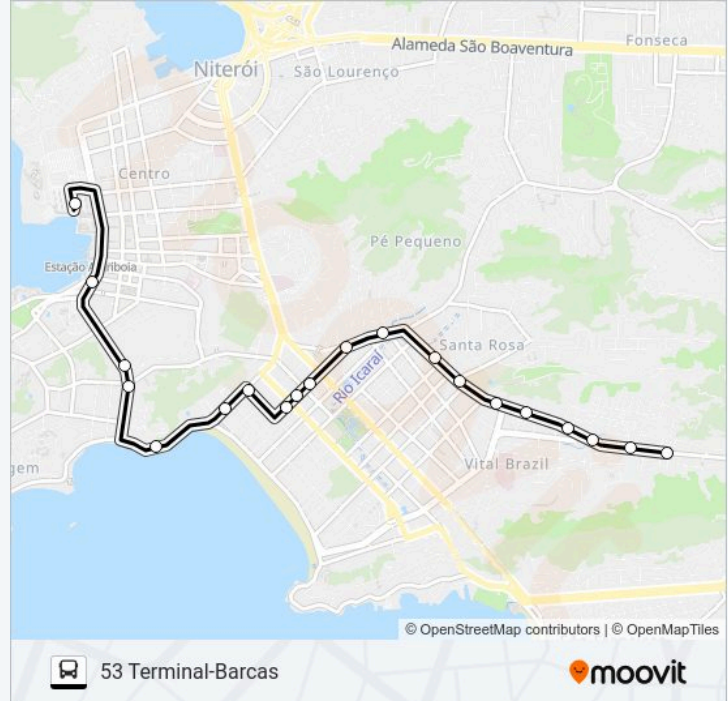 Alameda São Boaventura
Fonseca
Niterói
São Lourenço
Centro
Pé Pequeno
Estação A riboia
Santa Rosa
Rio Icaraí
Vital Brazil
gem
© OpenStreetMap contributors | © OpenMapTiles
53 Terminal-Barcas
moovit